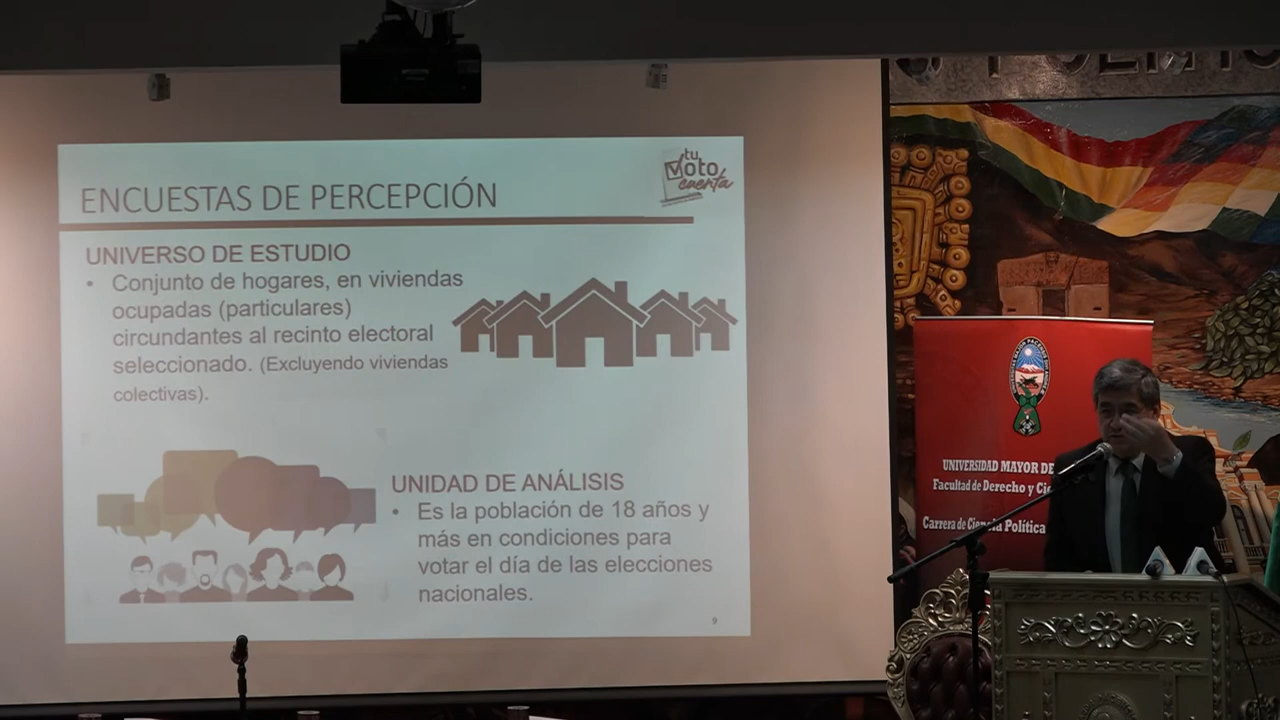 tu
voto
cuenta
ENCUESTAS DE PERCEPCIÓN
UNIVERSO DE ESTUDIO
• Conjunto de hogares, en viviendas
ocupadas (particulares)
circundantes al recinto electoral
seleccionado. (Excluyendo viviendas
colectivas).
UNIDAD DE ANÁLISIS
• Es la población de 18 años y
más en condiciones para
votar el día de las elecciones
nacionales.
9
UNIVERSIDAD MAYOR DE
Facultad de Derecho y Cie
Carrera de Ciencia Política